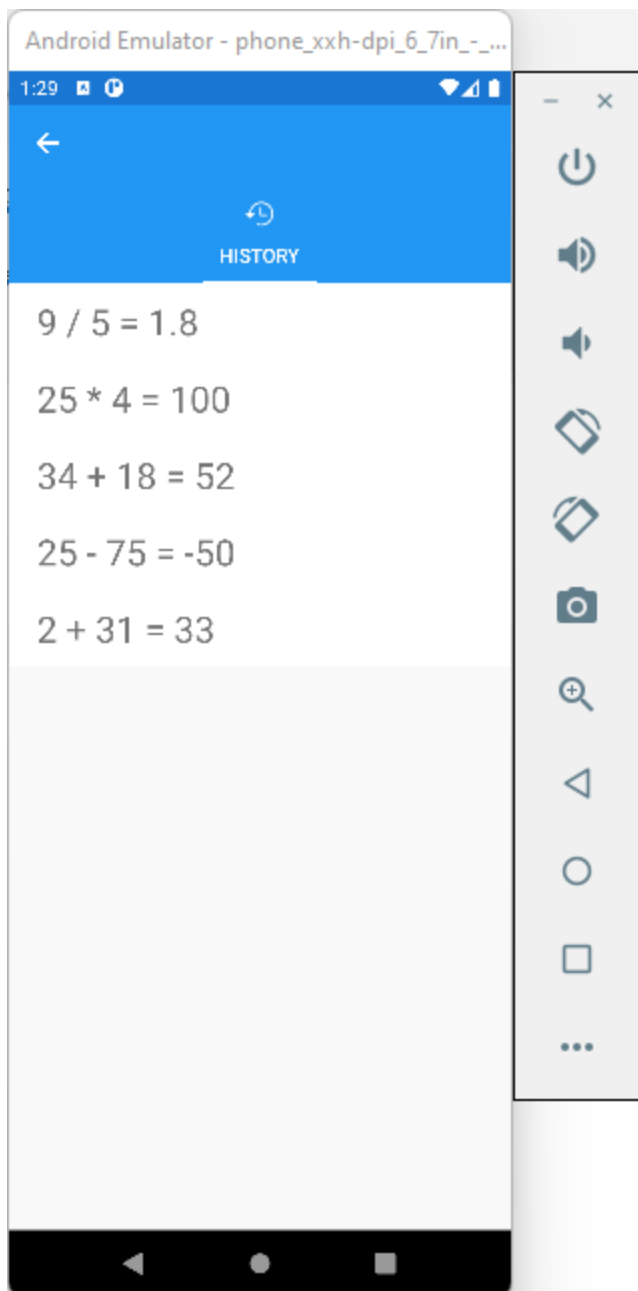 Android Emulator - phone_xxh-dpi_6_7in_-_...
1:29
HISTORY
9 / 5 = 1.8
25 * 4 = 100
34 + 18 = 52
25 - 75 = -50
2 + 31 = 33